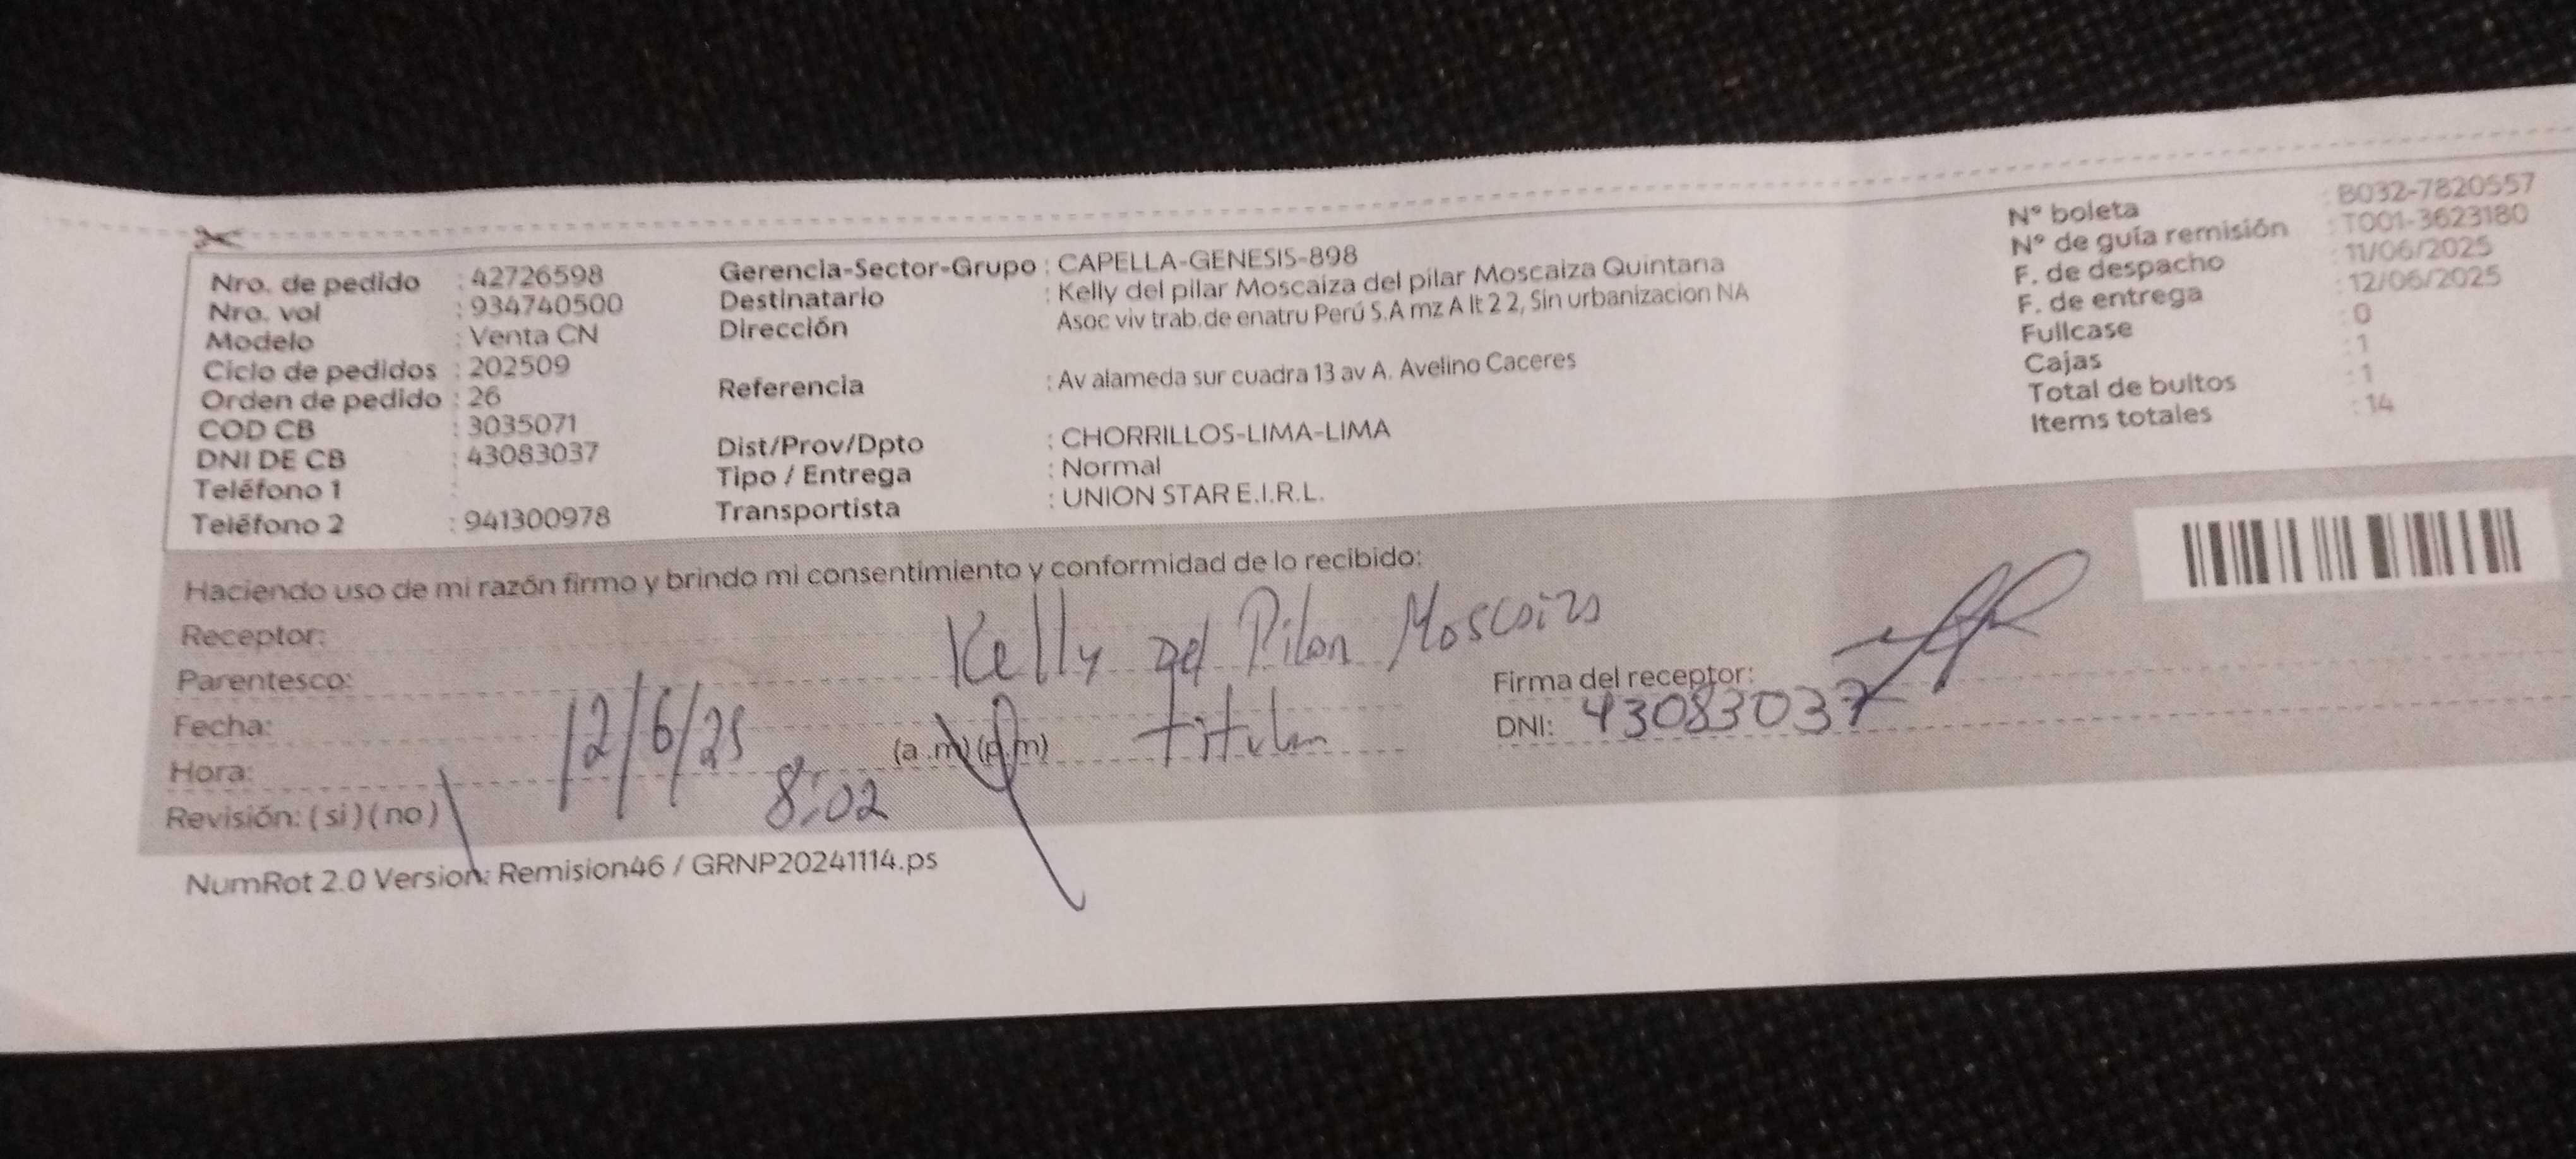 Nro. de pedido : 42726598
Nro. vol : 934740500
Modelo : Venta CN
Ciclo de pedidos : 202509
Orden de pedido : 26
COD CB : 3035071
DNI DE CB : 43083037
Teléfono 1 :
Teléfono 2 : 941300978
Gerencia-Sector-Grupo : CAPELLA-GENESIS-898
Destinatario : Kelly del pilar Moscaiza del pilar Moscaiza Quintana
Dirección Asoc viv trab.de enatru Perú S.A mz A lt 2 2, Sin urbanizacion NA
Referencia : Av alameda sur cuadra 13 av A. Avelino Caceres
Dist/Prov/Dpto : CHORRILLOS-LIMA-LIMA
Tipo / Entrega : Normal
Transportista : UNION STAR E.I.R.L.
N° boleta : B032-7820557
N° de guía remisión : T001-3623180
F. de despacho : 11/06/2025
F. de entrega : 12/06/2025
Fullcase : 0
Cajas : 1
Total de bultos : 1
Items totales : 14
Haciendo uso de mi razón firmo y brindo mi consentimiento y conformidad de lo recibido:
Receptor: Kelly del Pilar Moscaiza
Parentesco: titular
Fecha: 12/6/25
Hora: 8:02 (a .m) (p.m)
Revisión: ( si ) ( no )
Firma del receptor:
DNI: 43083037
NumRot 2.0 Version: Remision46 / GRNP20241114.ps